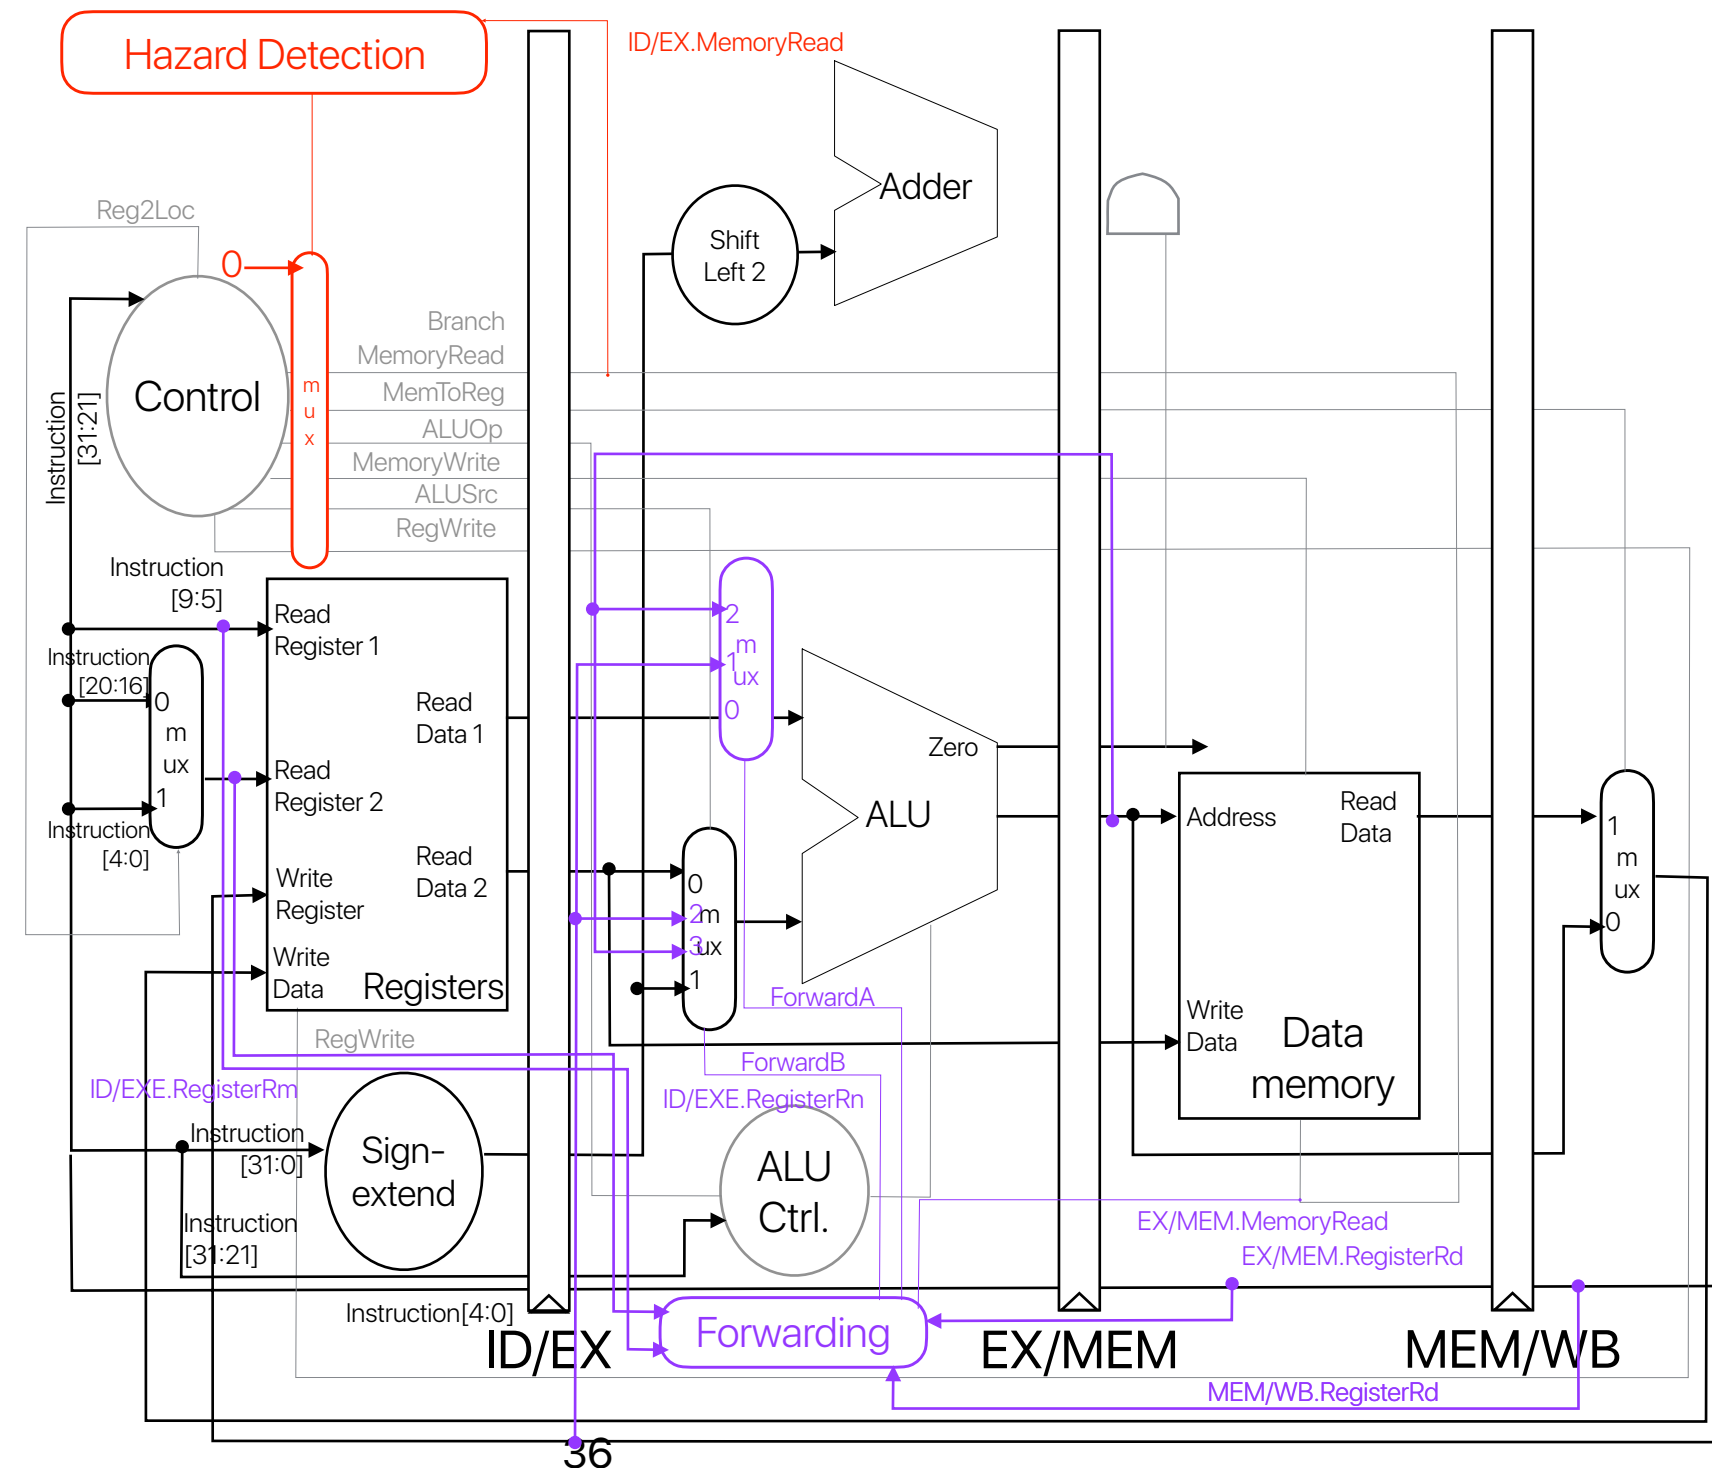 Hazard Detection
ID/EX.MemoryRead
Adder
Reg2Loc
Shift
Left 2
0
Branch
MemoryRead
Control
m
u
x
MemToReg
ALUOp
Instruction
[31:21]
MemoryWrite
ALUSrc
RegWrite
Instruction
[9:5]
Read
Register 1
2
m
1
ux
0
Instruction
[20:16]
0
m
ux
1
Instruction
[4:0]
Read
Data 1
Read
Register 2
Read
Data 2
Write
Register
Write
Data
Registers
Zero
ALU
0
2
m
3
ux
1
Address
Read
Data
Write
Data
Data
memory
1
m
ux
0
ForwardA
RegWrite
ForwardB
ID/EXE.RegisterRm
ID/EXE.RegisterRn
Instruction
[31:0]
Sign-
extend
ALU
Ctrl.
Instruction
[31:21]
EX/MEM.MemoryRead
EX/MEM.RegisterRd
Instruction[4:0]
ID/EX
Forwarding
EX/MEM
MEM/WB
MEM/WB.RegisterRd
36